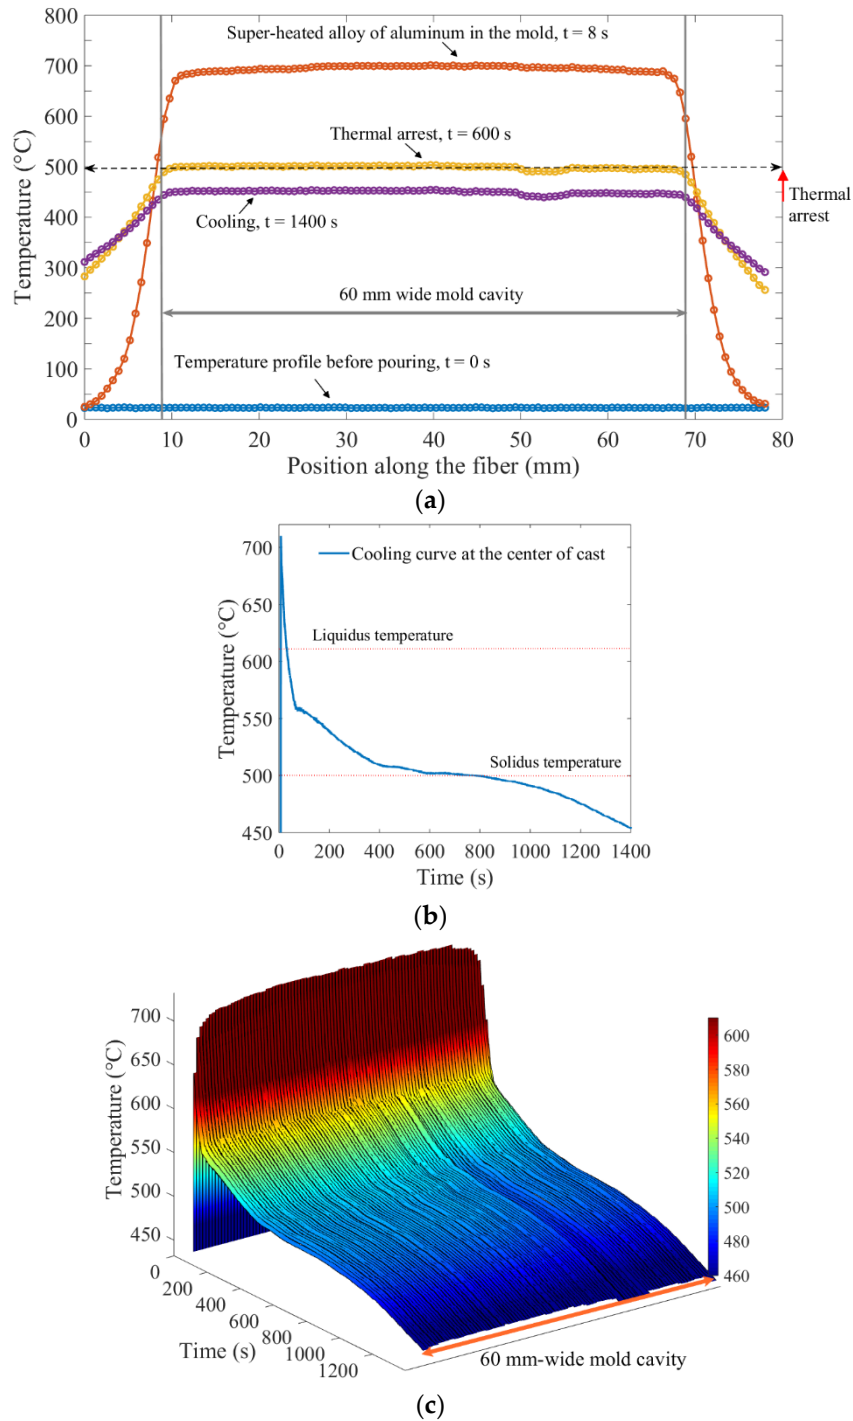 Super-heated alloy of aluminum in the mold, t = 8 s
800
700
600
500
400
300
200
100
0
Temperature (°C)
Thermal arrest, t = 600 s
Thermal arrest
Cooling, t = 1400 s
60 mm wide mold cavity
Temperature profile before pouring, t = 0 s
0 10 20 30 40 50 60 70 80
Position along the fiber (mm)
(a)
700
650
600
550
500
450
Temperature (°C)
Cooling curve at the center of cast
Liquidus temperature
Solidus temperature
0 200 400 600 800 1000 1200 1400
Time (s)
(b)
700
650
600
550
500
450
Temperature (°C)
0 200 400 600 800 1000 1200
Time (s)
60 mm-wide mold cavity
600
580
560
540
520
500
480
460
(c)